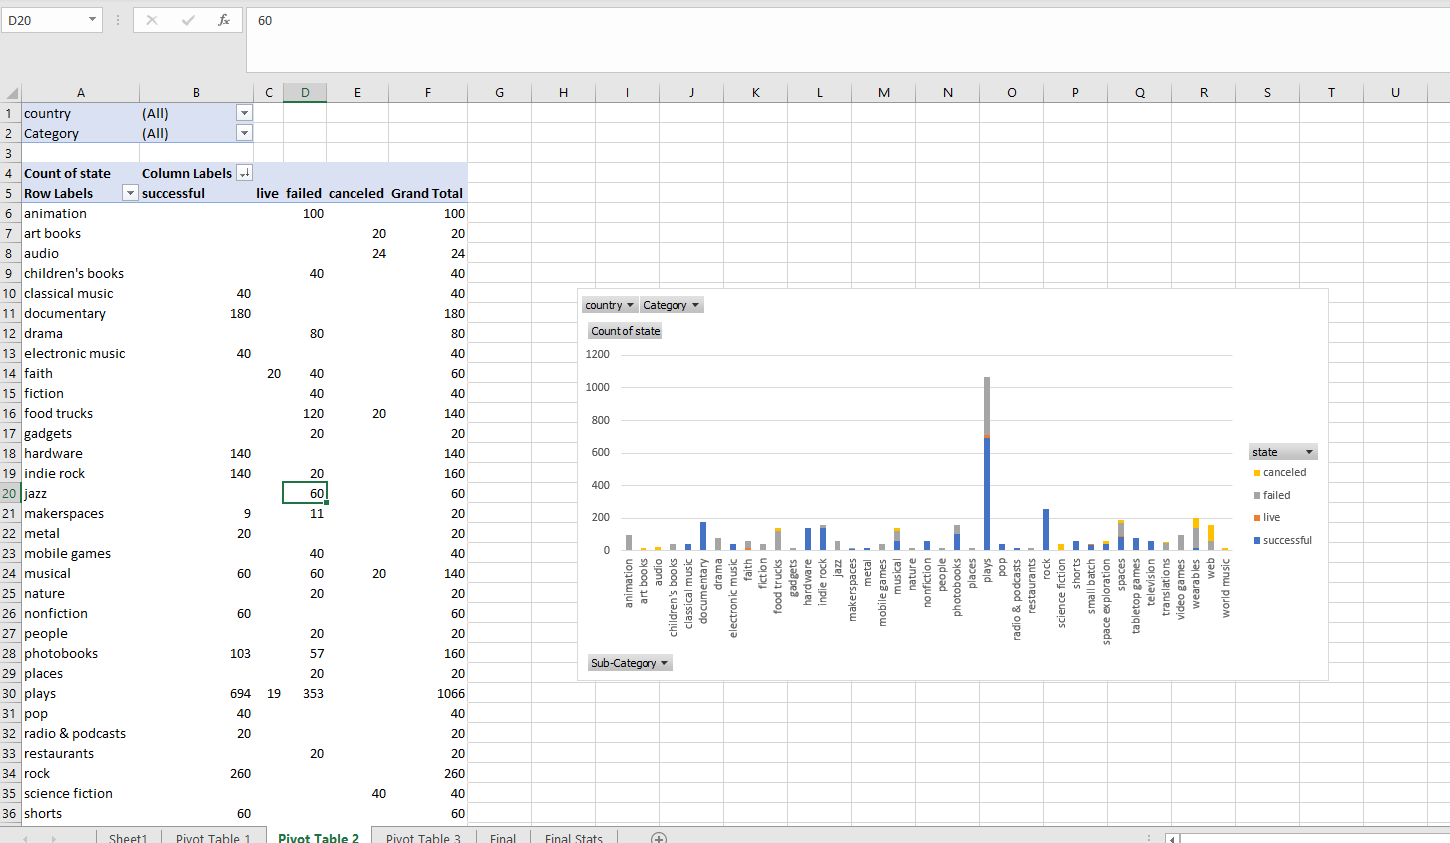 D20 fx 60
A B C D E F G H I J K L M N O P Q R S T U
1 country (All)
2 Category (All)
3
4 Count of state Column Labels
5 Row Labels successful live failed canceled Grand Total
6 animation 100 100
7 art books 20 20
8 audio 24 24
9 children's books 40 40
10 classical music 40 40
11 documentary 180 180
12 drama 80 80
13 electronic music 40 40
14 faith 20 40 60
15 fiction 40 40
16 food trucks 120 20 140
17 gadgets 20 20
18 hardware 140 140
19 indie rock 140 20 160
20 jazz 60 60
21 makerspaces 9 11 20
22 metal 20 20
23 mobile games 40 40
24 musical 60 60 20 140
25 nature 20 20
26 nonfiction 60 60
27 people 20 20
28 photobooks 103 57 160
29 places 20 20
30 plays 694 19 353 1066
31 pop 40 40
32 radio & podcasts 20 20
33 restaurants 20 20
34 rock 260 260
35 science fiction 40 40
36 shorts 60 60
country Category
Count of state
1200
1000
800
600
400
200
0
animation
art books
audio
children's books
classical music
documentary
drama
electronic music
faith
fiction
food trucks
gadgets
hardware
indie rock
jazz
makerspaces
metal
mobile games
musical
nature
nonfiction
people
photobooks
places
plays
pop
radio & podcasts
restaurants
rock
science fiction
shorts
small batch
space exploration
spaces
tabletop games
television
translations
video games
wearables
web
world music
state
canceled
failed
live
successful
Sub-Category
Sheet1 Pivot Table 1 Pivot Table 2 Pivot Table 3 Final Final Stats